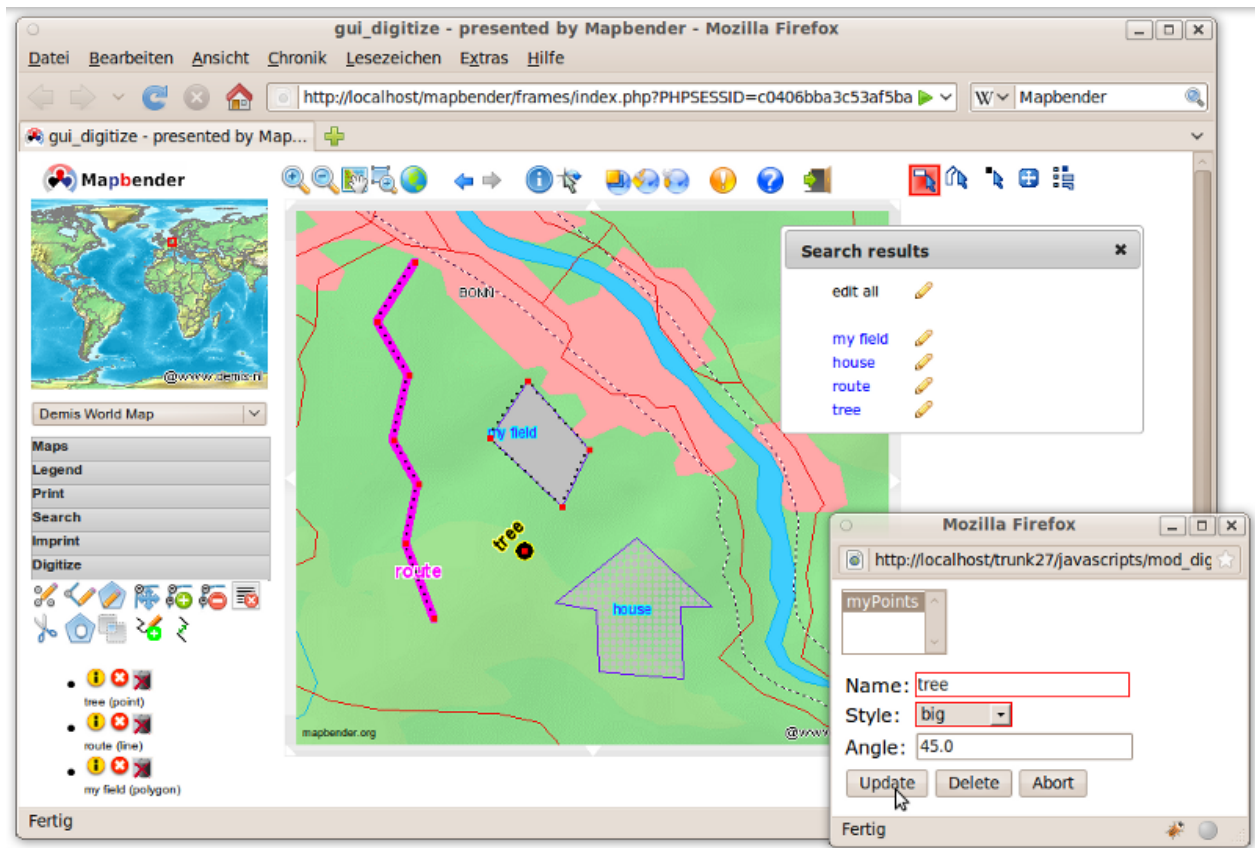 gui_digitize - presented by Mapbender - Mozilla Firefox
Datei Bearbeiten Ansicht Chronik Lesezeichen Extras Hilfe
http://localhost/mapbender/frames/index.php?PHPSESSID=c0406bba3c53af5ba
W Mapbender
gui_digitize - presented by Map...
Mapbender
@www.demis.nl
Demis World Map
Maps
Legend
Print
Search
Imprint
Digitize
tree (point)
route (line)
my field (polygon)
BONN
my field
tree
route
house
mapbender.org
Search results
edit all
my field
house
route
tree
Mozilla Firefox
http://localhost/trunk27/javascripts/mod_dig
myPoints
Name: tree
Style: big
Angle: 45.0
Update Delete Abort
Fertig
Fertig